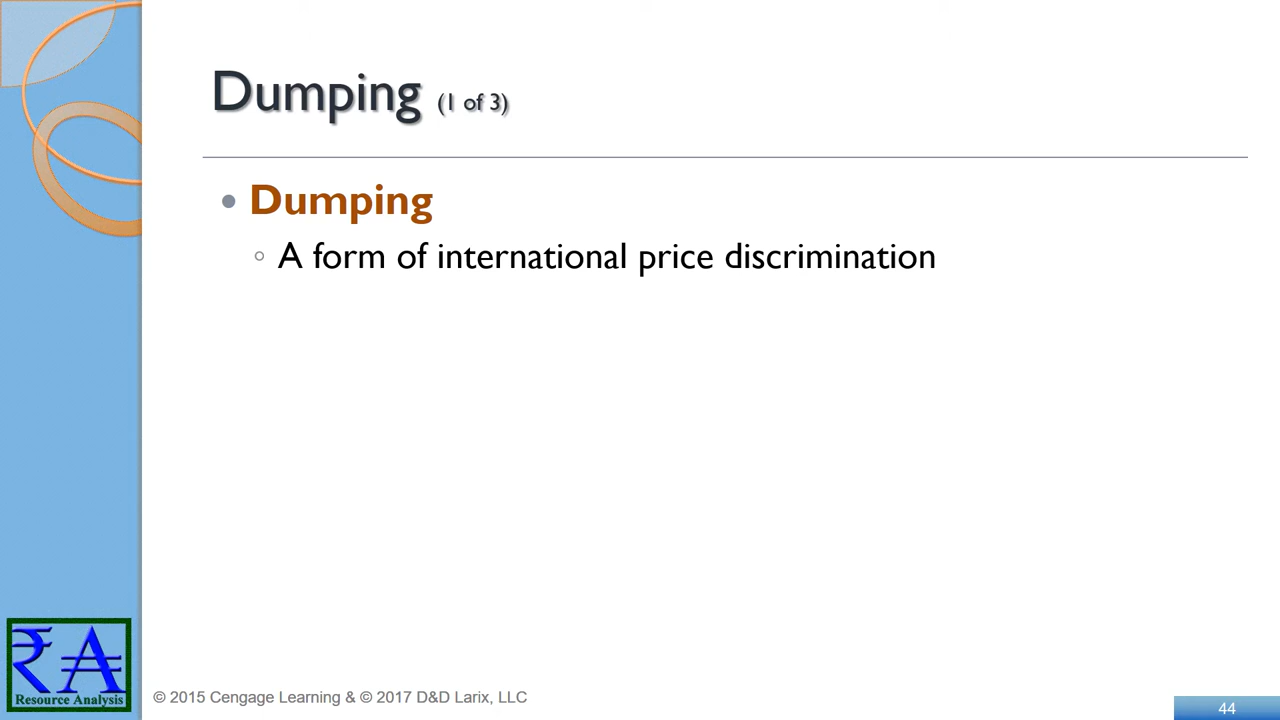 Dumping (1 of 3)
Dumping
A form of international price discrimination
₹A
Resource Analysis
© 2015 Cengage Learning & © 2017 D&D Larix, LLC
44